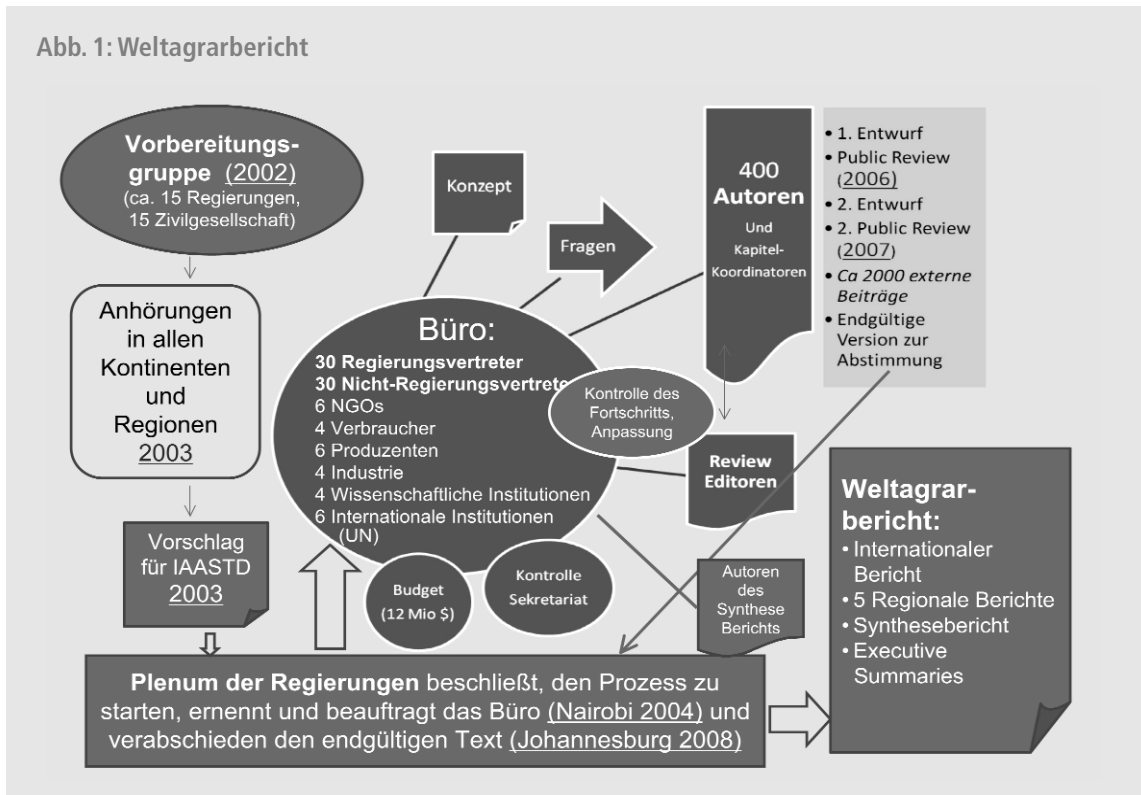 Abb. 1: Weltagrarbericht
Vorbereitungs-
gruppe (2002)
(ca. 15 Regierungen,
15 Zivilgesellschaft)
Anhörungen
in allen
Kontinenten
und
Regionen
2003
Vorschlag
für IAASTD
2003
Konzept
Fragen
Büro:
30 Regierungsvertreter
30 Nicht-Regierungsvertrete
6 NGOs
4 Verbraucher
6 Produzenten
4 Industrie
4 Wissenschaftliche Institutionen
6 Internationale Institutionen
(UN)
Kontrolle des
Fortschritts,
Anpassung
Budget
(12 Mio $)
Kontrolle
Sekretariat
400
Autoren
Und
Kapitel-
Koordinatoren
• 1. Entwurf
• Public Review
(2006)
• 2. Entwurf
• 2. Public Review
(2007)
• Ca 2000 externe
Beiträge
• Endgültige
Version zur
Abstimmung
Review
Editoren
Autoren
des
Synthese
Berichts
Plenum der Regierungen beschließt, den Prozess zu
starten, ernennt und beauftragt das Büro (Nairobi 2004) und
verabschieden den endgültigen Text (Johannesburg 2008)
Weltagrar-
bericht:
• Internationaler
Bericht
• 5 Regionale Berichte
• Synthesebericht
• Executive
Summaries